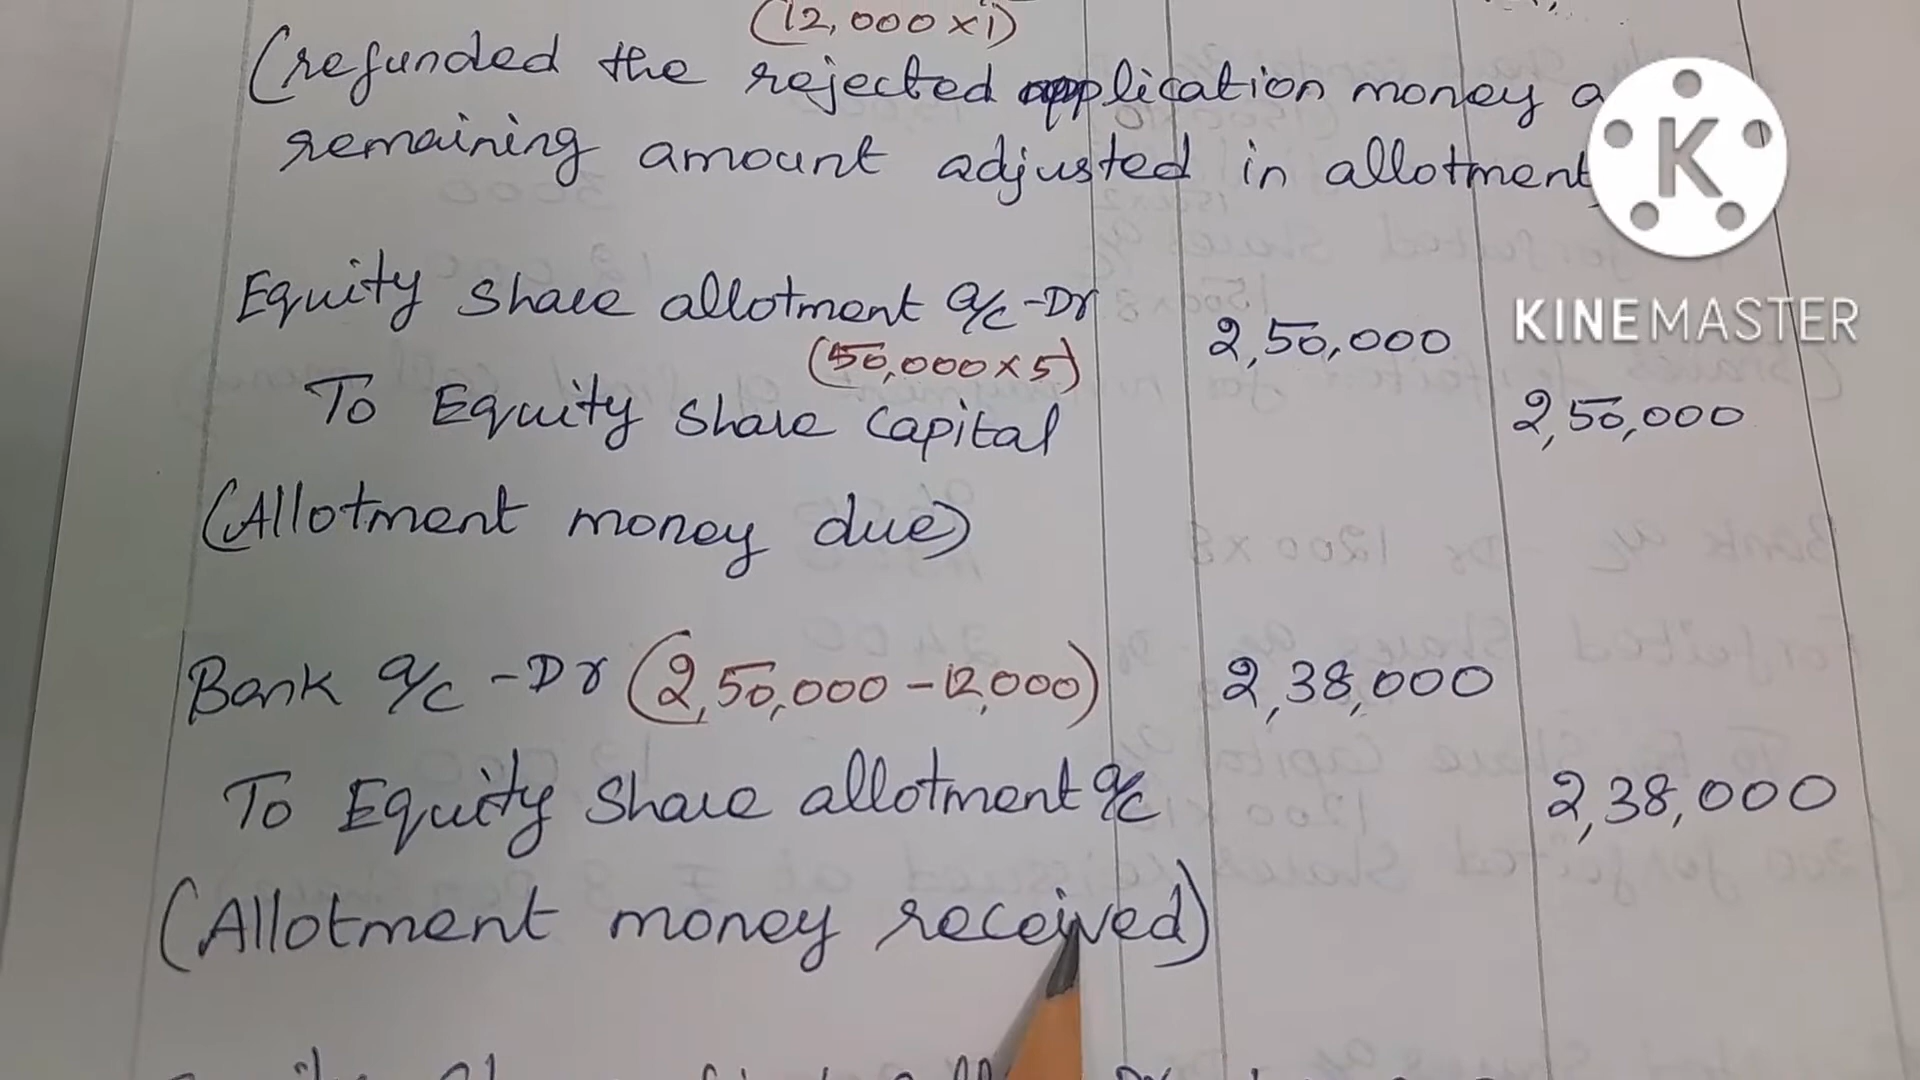 (12,000×1)
(refunded the rejected application money a
remaining amount adjusted in allotment
Equity Share allotment a/c -Dr 2,50,000
(50,000×5)
To Equity Share Capital 2,50,000
(Allotment money due)
Bank a/c -Dr (2,50,000-12,000) 2,38,000
To Equity Share allotment a/c 2,38,000
(Allotment money received)
K
KINEMASTER